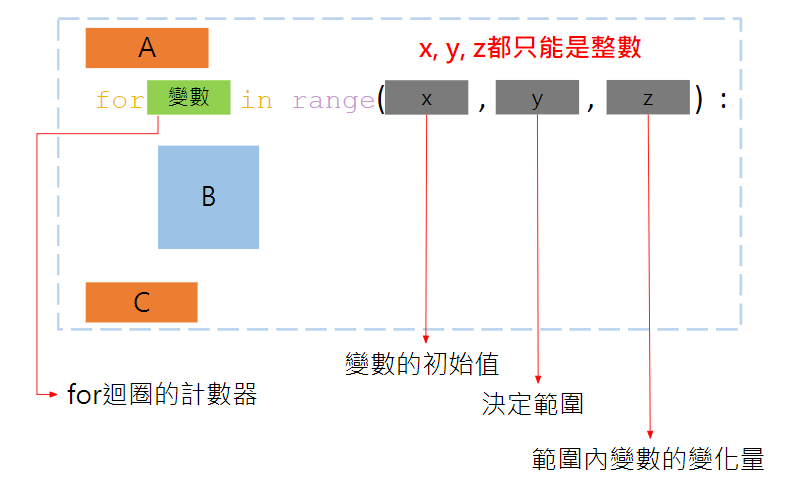 A
x, y, z都只能是整數
for 變數 in range( x , y , z ) :
B
C
變數的初始值
for迴圈的計數器
決定範圍
範圍內變數的變化量